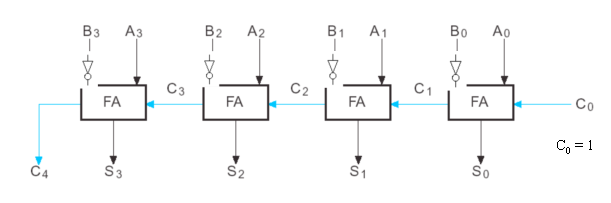 B3 A3 B2 A2 B1 A1 B0 A0
C3 C2 C1
FA FA FA FA C0
C0 = 1
C4 S3 S2 S1 S0